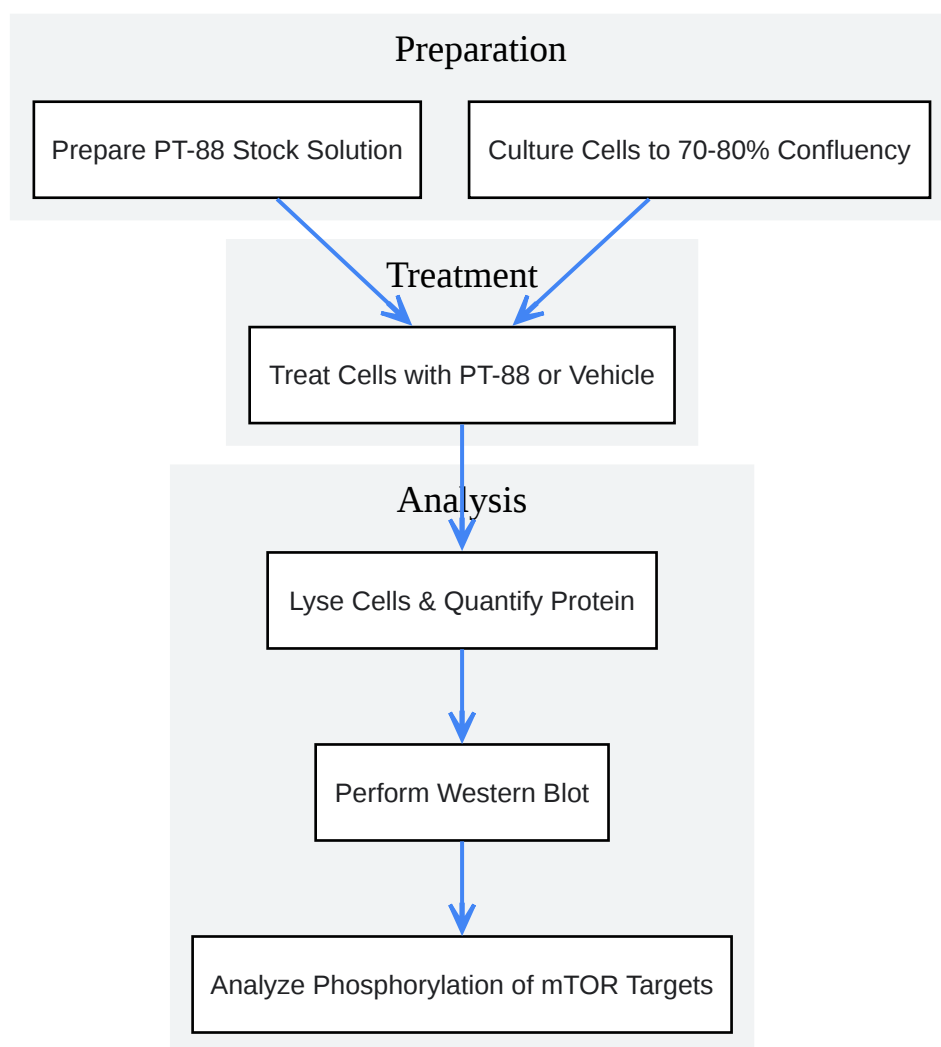 Preparation
Prepare PT-88 Stock Solution
Culture Cells to 70-80% Confluency
Treatment
Treat Cells with PT-88 or Vehicle
Analysis
Lyse Cells & Quantify Protein
Perform Western Blot
Analyze Phosphorylation of mTOR Targets